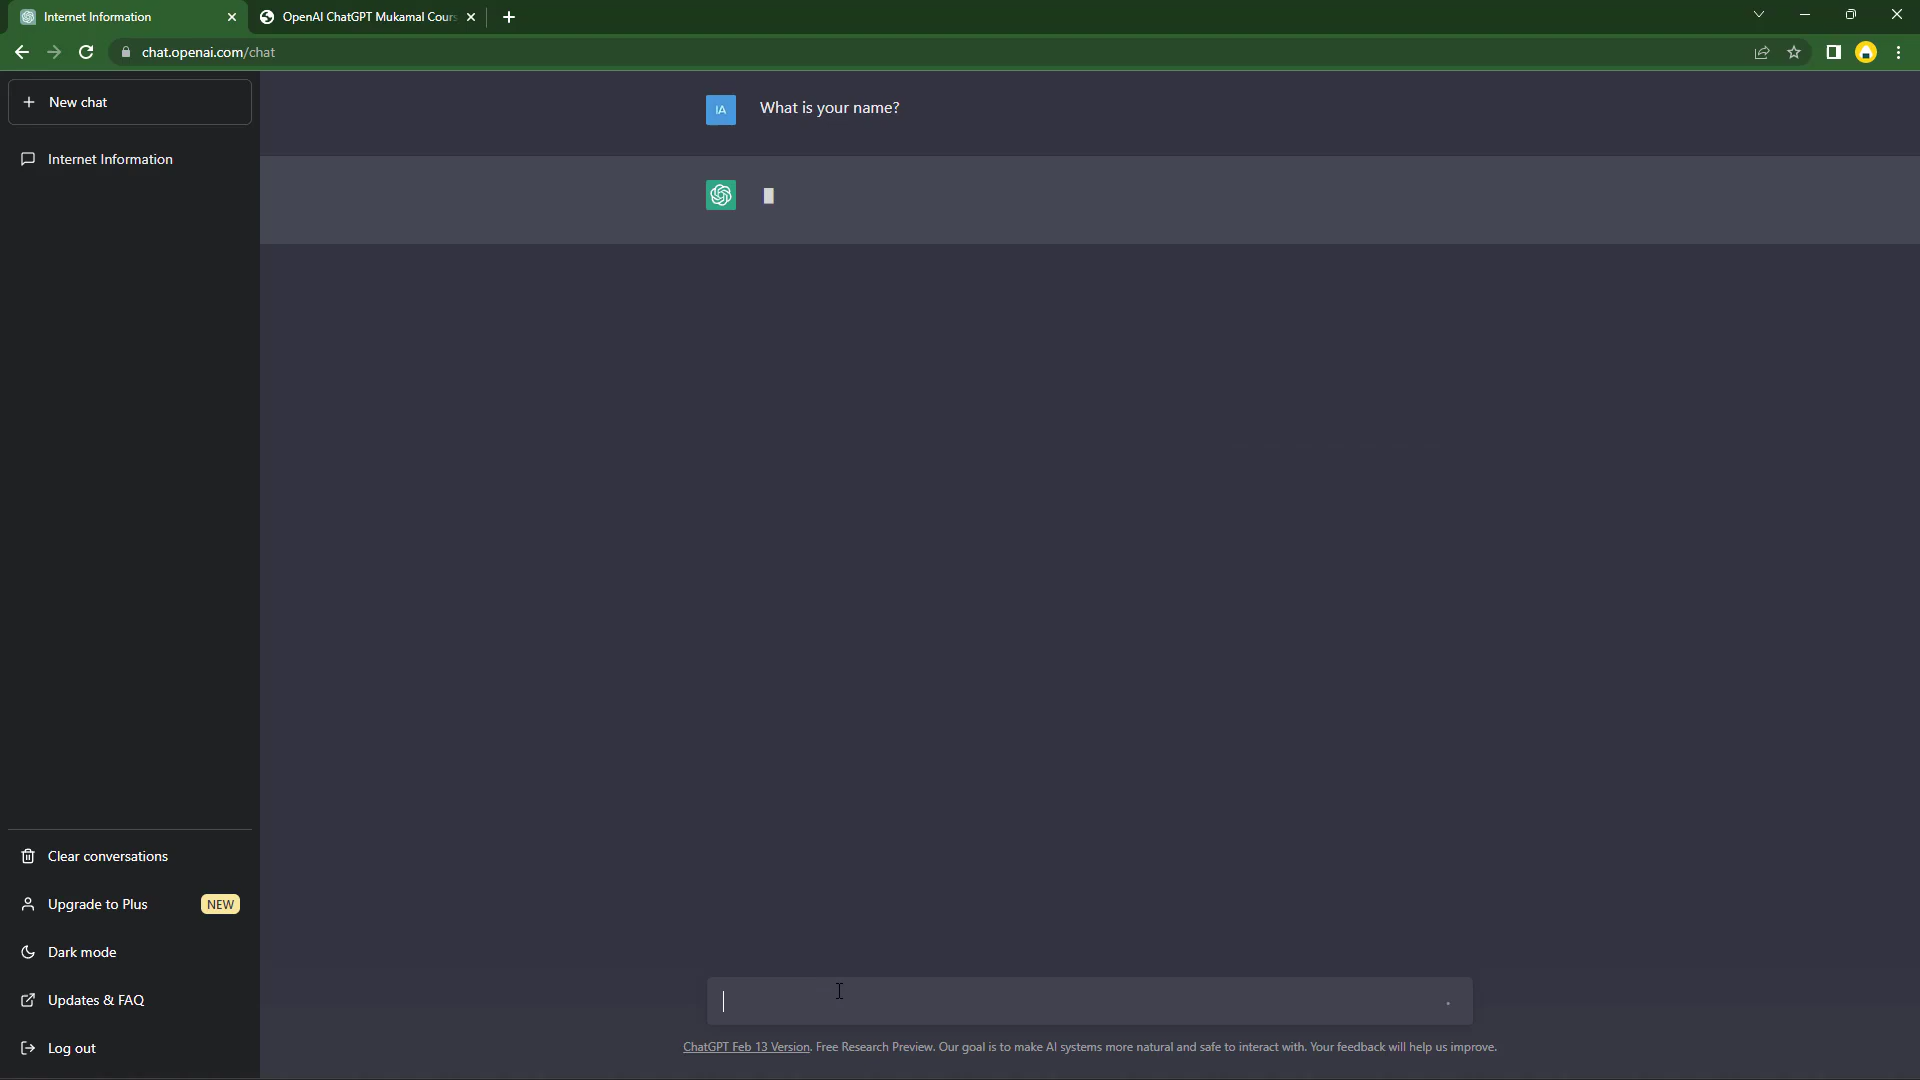 Internet Information
OpenAI ChatGPT Mukamal Cour
chat.openai.com/chat
New chat
Internet Information
IA
What is your name?
Clear conversations
Upgrade to Plus
NEW
Dark mode
Updates & FAQ
Log out
ChatGPT Feb 13 Version. Free Research Preview. Our goal is to make AI systems more natural and safe to interact with. Your feedback will help us improve.